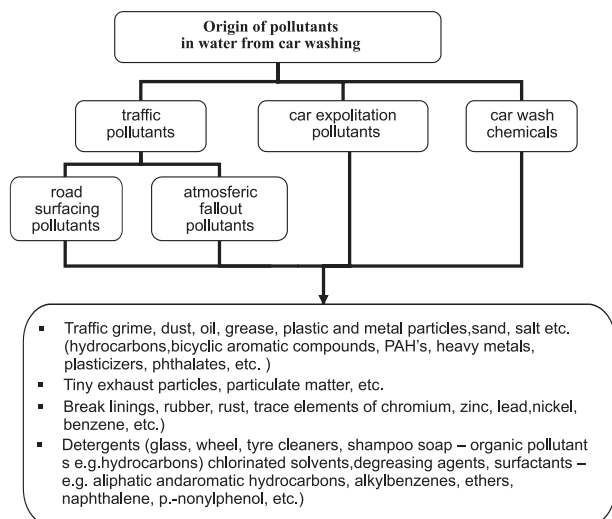 Origin of pollutants
in water from car washing
traffic
pollutants
car expolitation
pollutants
car wash
chemicals
road
surfacing
pollutants
atmosferic
fallout
pollutants
▪ Traffic grime, dust, oil, grease, plastic and metal particles,sand, salt etc.
(hydrocarbons,bicyclic aromatic compounds, PAH's, heavy metals,
plasticizers, phthalates, etc. )
▪ Tiny exhaust particles, particulate matter, etc.
▪ Break linings, rubber, rust, trace elements of chromium, zinc, lead,nickel,
benzene, etc.)
▪ Detergents (glass, wheel, tyre cleaners, shampoo soap – organic pollutant
s e.g.hydrocarbons) chlorinated solvents,degreasing agents, surfactants –
e.g. aliphatic andaromatic hydrocarbons, alkylbenzenes, ethers,
naphthalene, p.-nonylphenol, etc.)